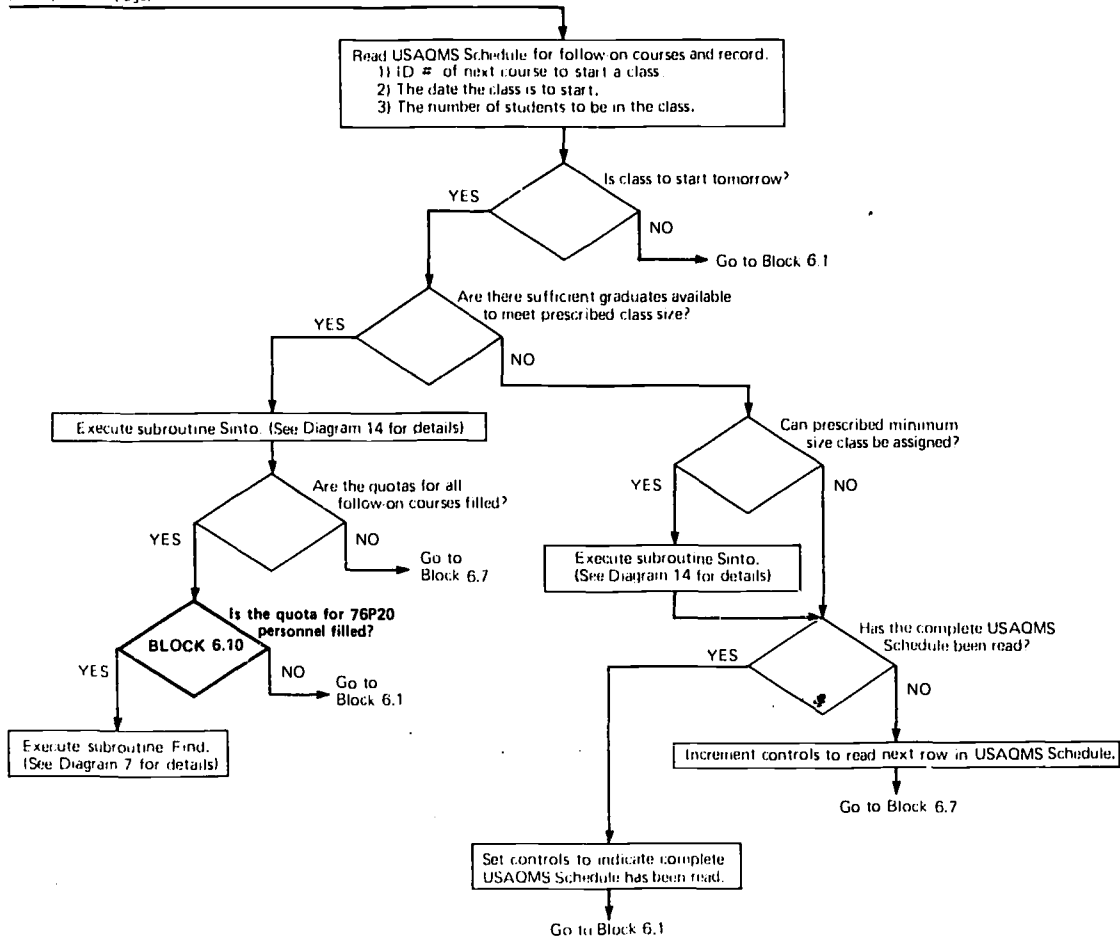 Read USAQMS Schedule for follow-on courses and record.
1) ID # of next course to start a class
2) The date the class is to start.
3) The number of students to be in the class.
Is class to start tomorrow?
YES
NO
Go to Block 6.1
Are there sufficient graduates available
to meet prescribed class size?
YES
NO
Execute subroutine Sinto. (See Diagram 14 for details)
Can prescribed minimum
size class be assigned?
YES
NO
Are the quotas for all
follow-on courses filled?
YES
NO
Go to
Block 6.7
Execute subroutine Sinto.
(See Diagram 14 for details)
Is the quota for 76P20
personnel filled?
BLOCK 6.10
YES
NO
Go to
Block 6.1
Has the complete USAQMS
Schedule been read?
YES
NO
Execute subroutine Find.
(See Diagram 7 for details)
Increment controls to read next row in USAQMS Schedule.
Go to Block 6.7
Set controls to indicate complete
USAQMS Schedule has been read.
Go to Block 6.1